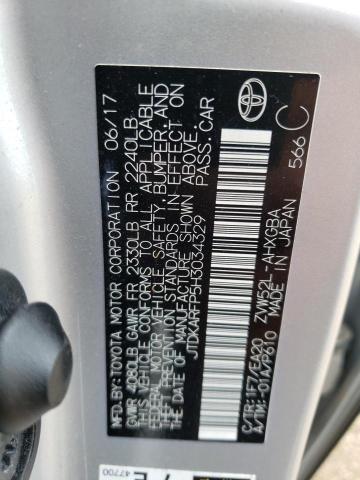 MFD.BY:TOYOTA MOTOR CORPORATION 06/17
GVWR 4080LB GAWR FR 2330LB RR 2240LB
THIS VEHICLE CONFORMS TO ALL APPLICABLE
FEDERAL MOTOR VEHICLE SAFETY, BUMPER, AND
THEFT PREVENTION STANDARDS IN EFFECT ON
THE DATE OF MANUFACTURE SHOWN ABOVE.
JTDKARFP5H3034329 PASS.CAR
C/TR:1F7/EA20 ZVW52L-AHXGBA
A/TM:-01A/P610 MADE IN JAPAN 566 C
47700